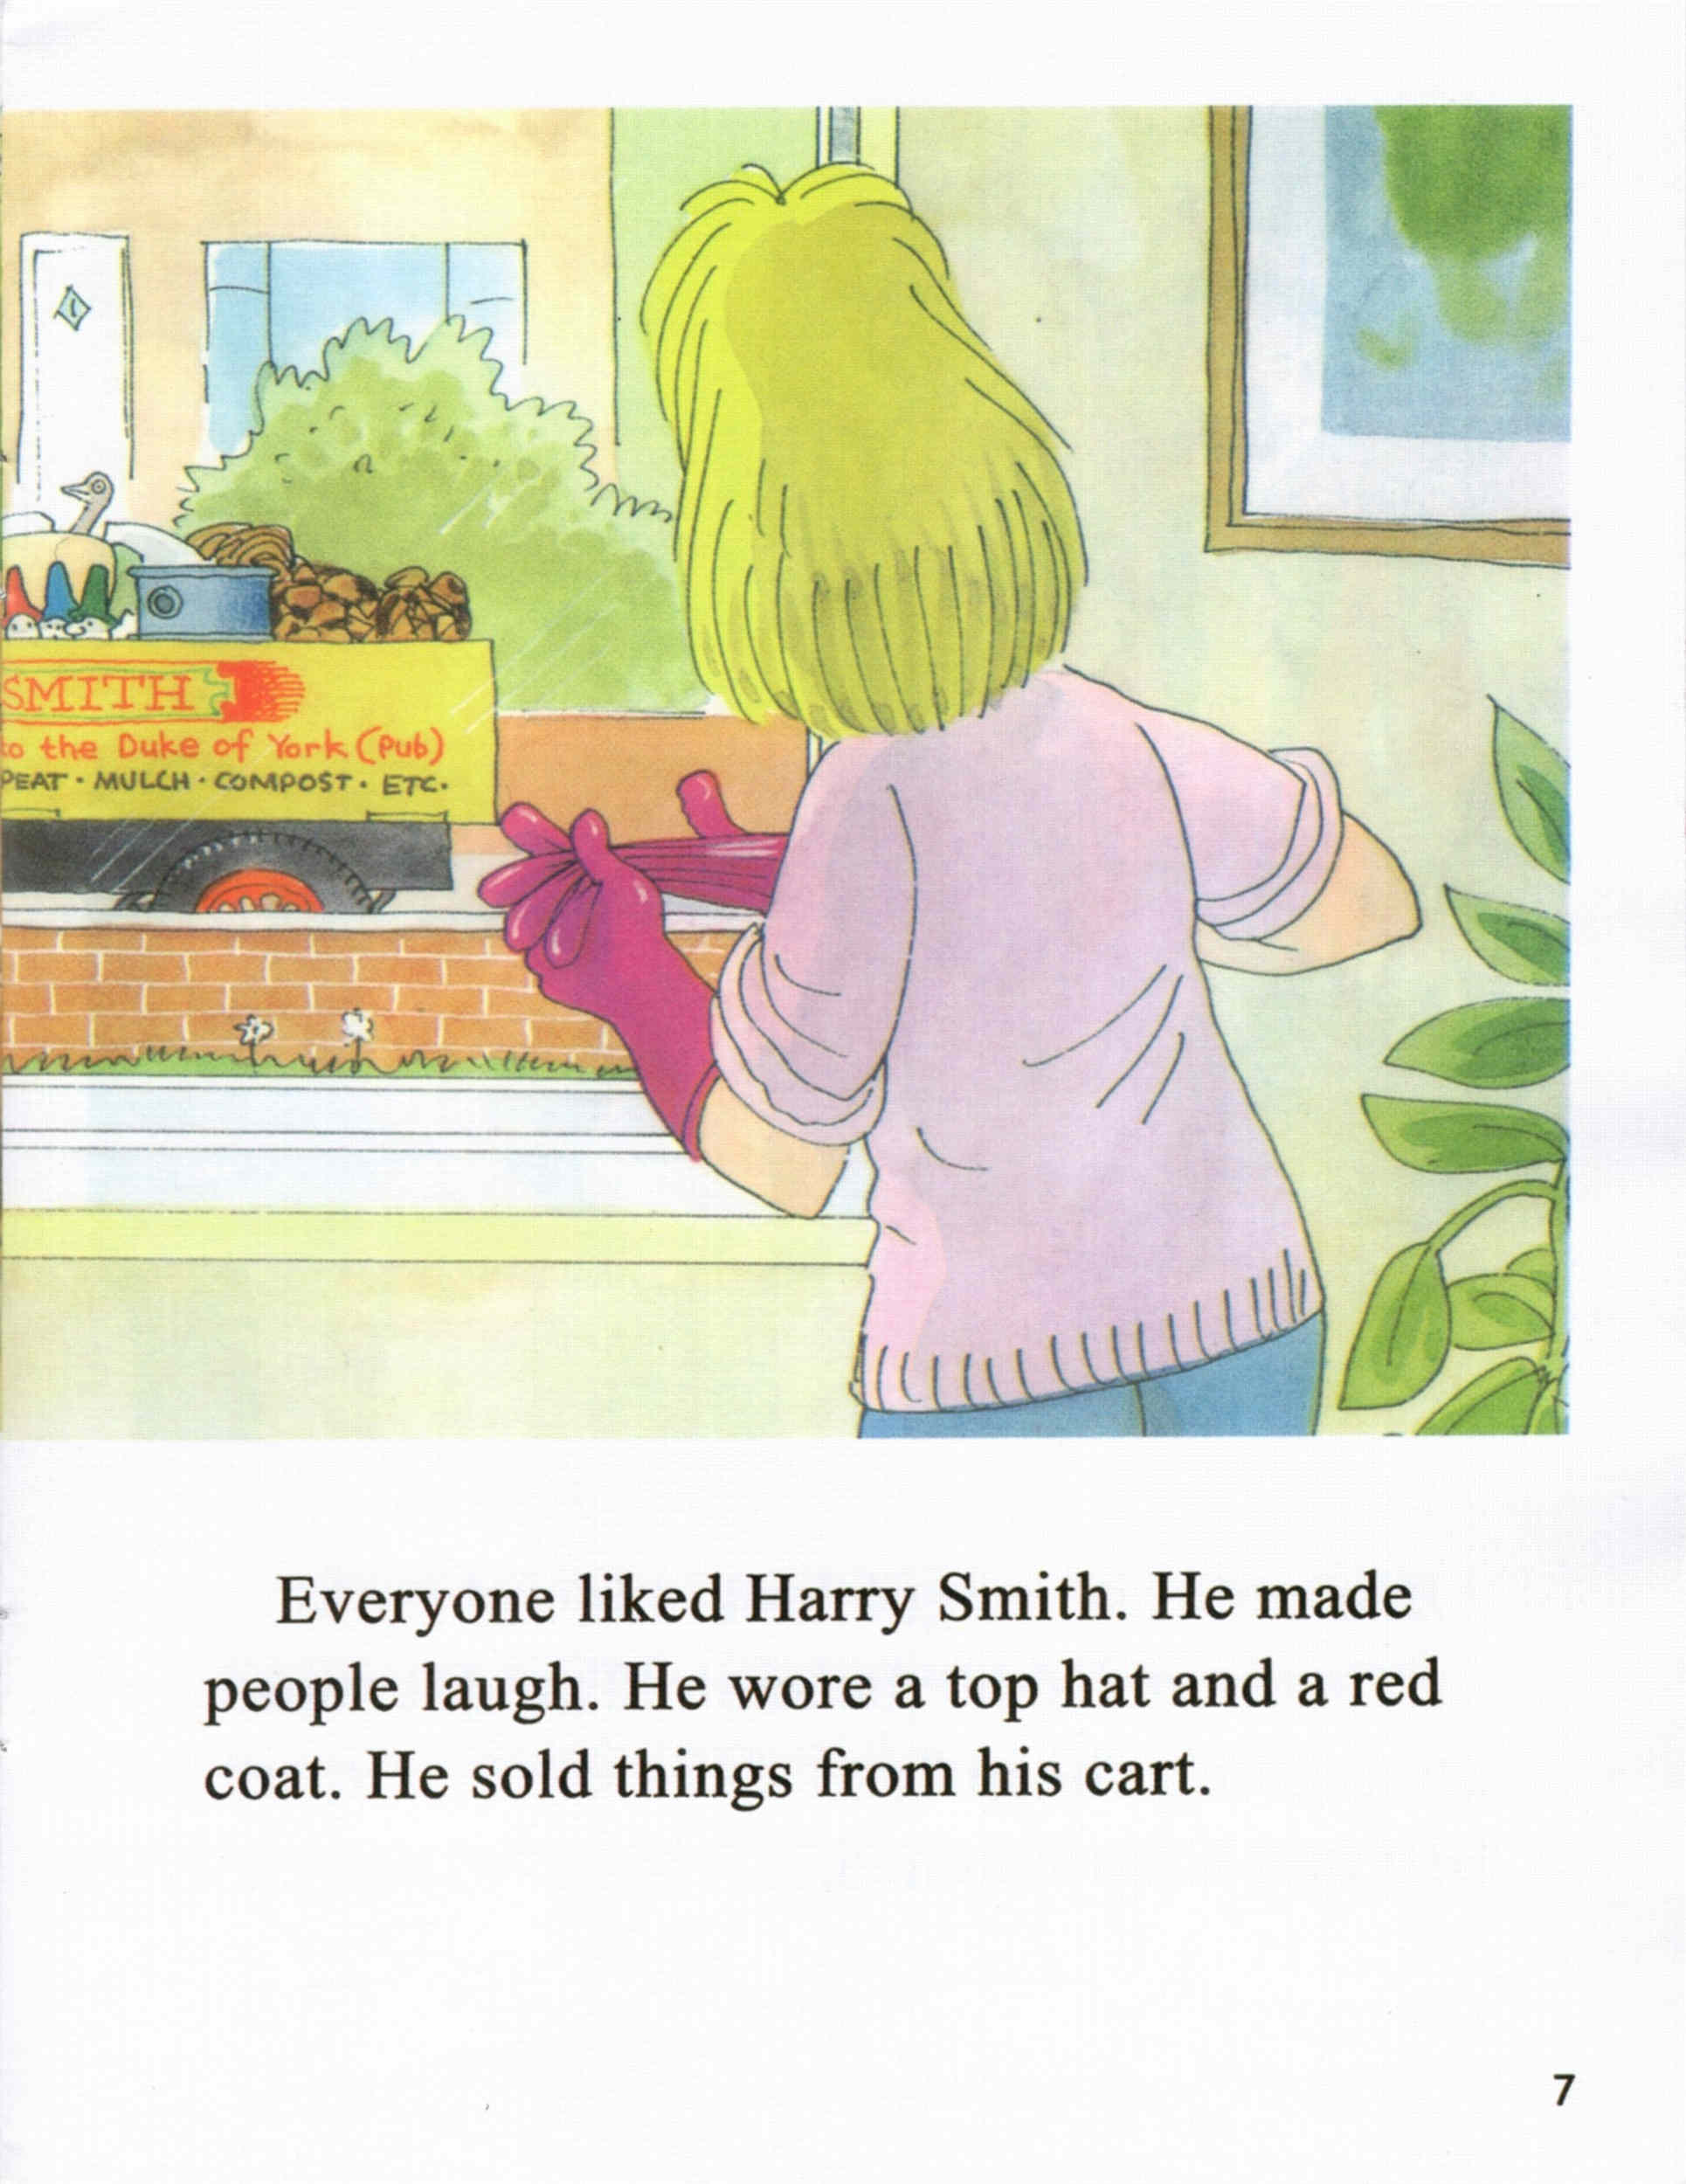 SMITH
to the Duke of York (Pub)
PEAT · MULCH · COMPOST · ETC.
Everyone liked Harry Smith. He made
people laugh. He wore a top hat and a red
coat. He sold things from his cart.
7